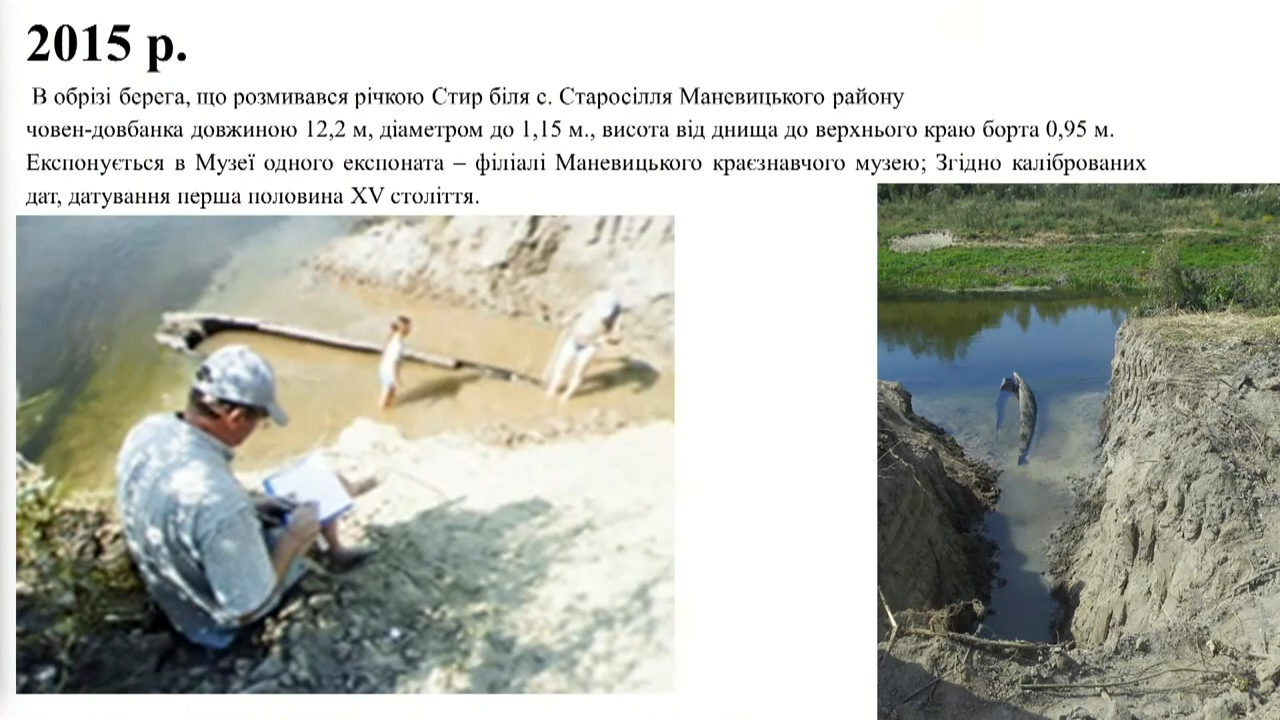 2015 р.
В обрізі берега, що розмивався річкою Стир біля с. Старосілля Маневицького району
човен-довбанка довжиною 12,2 м, діаметром до 1,15 м., висота від днища до верхнього краю борта 0,95 м.
Експонується в Музеї одного експоната – філіалі Маневицького краєзнавчого музею; Згідно каліброваних
дат, датування перша половина XV століття.